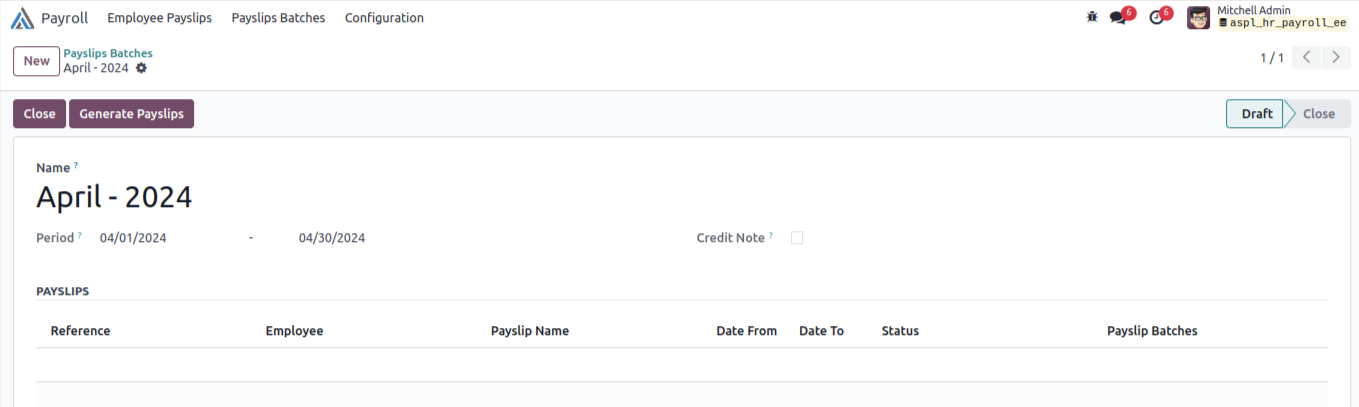 Payroll Employee Payslips Payslips Batches Configuration 6 6 Mitchell Admin
aspl_hr_payroll_ee
New Payslips Batches 1 / 1
April - 2024
Close Generate Payslips Draft Close
Name ?
April - 2024
Period ? 04/01/2024 - 04/30/2024 Credit Note ?
PAYSLIPS
Reference Employee Payslip Name Date From Date To Status Payslip Batches